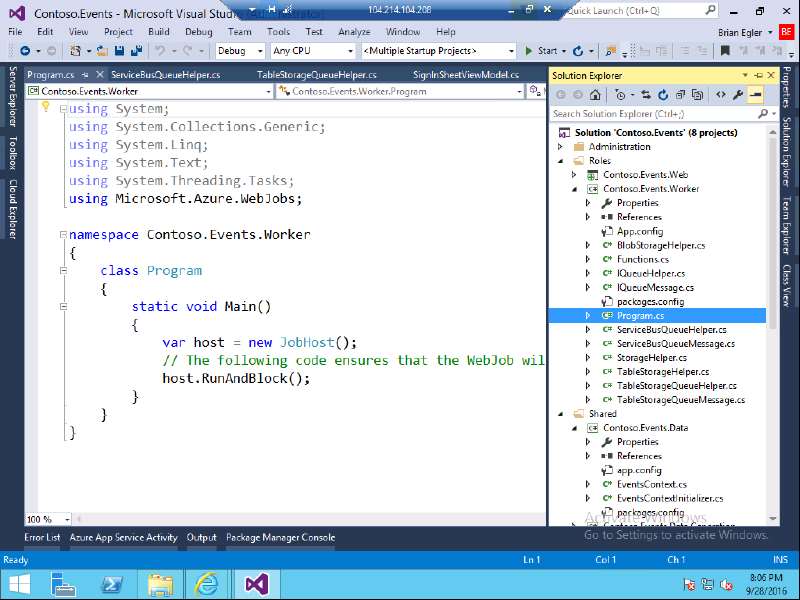 Contoso.Events - Microsoft Visual Stud
104.214.104.208
Quick Launch (Ctrl+Q)
File Edit View Project Build Debug Team Tools Test Analyze Window Help
Brian Egler BE
Debug Any CPU <Multiple Startup Projects> Start
Server Explorer
Toolbox
Cloud Explorer
Program.cs ServiceBusQueueHelper.cs TableStorageQueueHelper.cs SignInSheetViewModel.cs
Contoso.Events.Worker Contoso.Events.Worker.Program
using System;
using System.Collections.Generic;
using System.Linq;
using System.Text;
using System.Threading.Tasks;
using Microsoft.Azure.WebJobs;
namespace Contoso.Events.Worker
{
class Program
{
static void Main()
{
var host = new JobHost();
// The following code ensures that the WebJob wil
host.RunAndBlock();
}
}
}
100 %
Solution Explorer
Search Solution Explorer (Ctrl+;)
Solution 'Contoso.Events' (8 projects)
Administration
Roles
Contoso.Events.Web
Contoso.Events.Worker
Properties
References
App.config
BlobStorageHelper.cs
Functions.cs
IQueueHelper.cs
IQueueMessage.cs
packages.config
Program.cs
ServiceBusQueueHelper.cs
ServiceBusQueueMessage.cs
StorageHelper.cs
TableStorageHelper.cs
TableStorageQueueHelper.cs
TableStorageQueueMessage.cs
Shared
Contoso.Events.Data
Properties
References
app.config
EventsContext.cs
EventsContextInitializer.cs
packages.config
Properties
Solution Explorer
Team Explorer
Class View
Activate Windows
Go to Settings to activate Windows.
Error List Azure App Service Activity Output Package Manager Console
Ready Ln 1 Col 1 Ch 1 INS
8:06 PM
9/28/2016